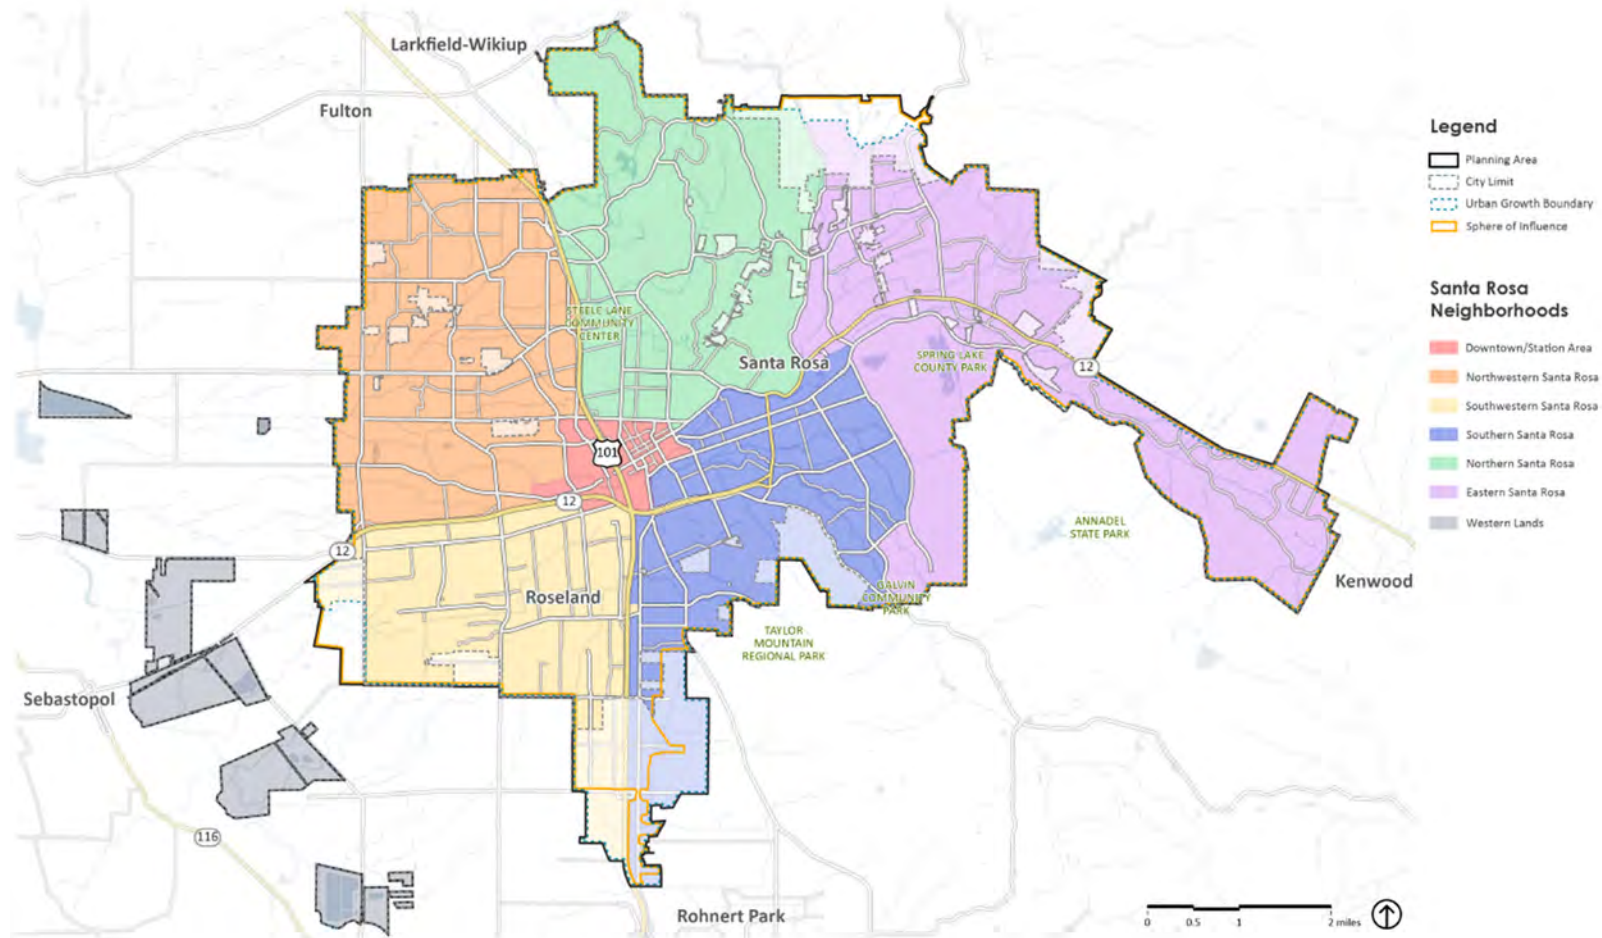 Larkfield-Wikiup
Fulton
STEELE LANE
COMMUNITY
CENTER
Santa Rosa
SPRING LAKE
COUNTY PARK
12
101
12
12
ANNADEL
STATE PARK
Kenwood
Roseland
GALVIN
COMMUNITY
PARK
TAYLOR
MOUNTAIN
REGIONAL PARK
Sebastopol
116
Rohnert Park
Legend
Planning Area
City Limit
Urban Growth Boundary
Sphere of Influence
Santa Rosa
Neighborhoods
Downtown/Station Area
Northwestern Santa Rosa
Southwestern Santa Rosa
Southern Santa Rosa
Northern Santa Rosa
Eastern Santa Rosa
Western Lands
0 0.5 1 2 miles